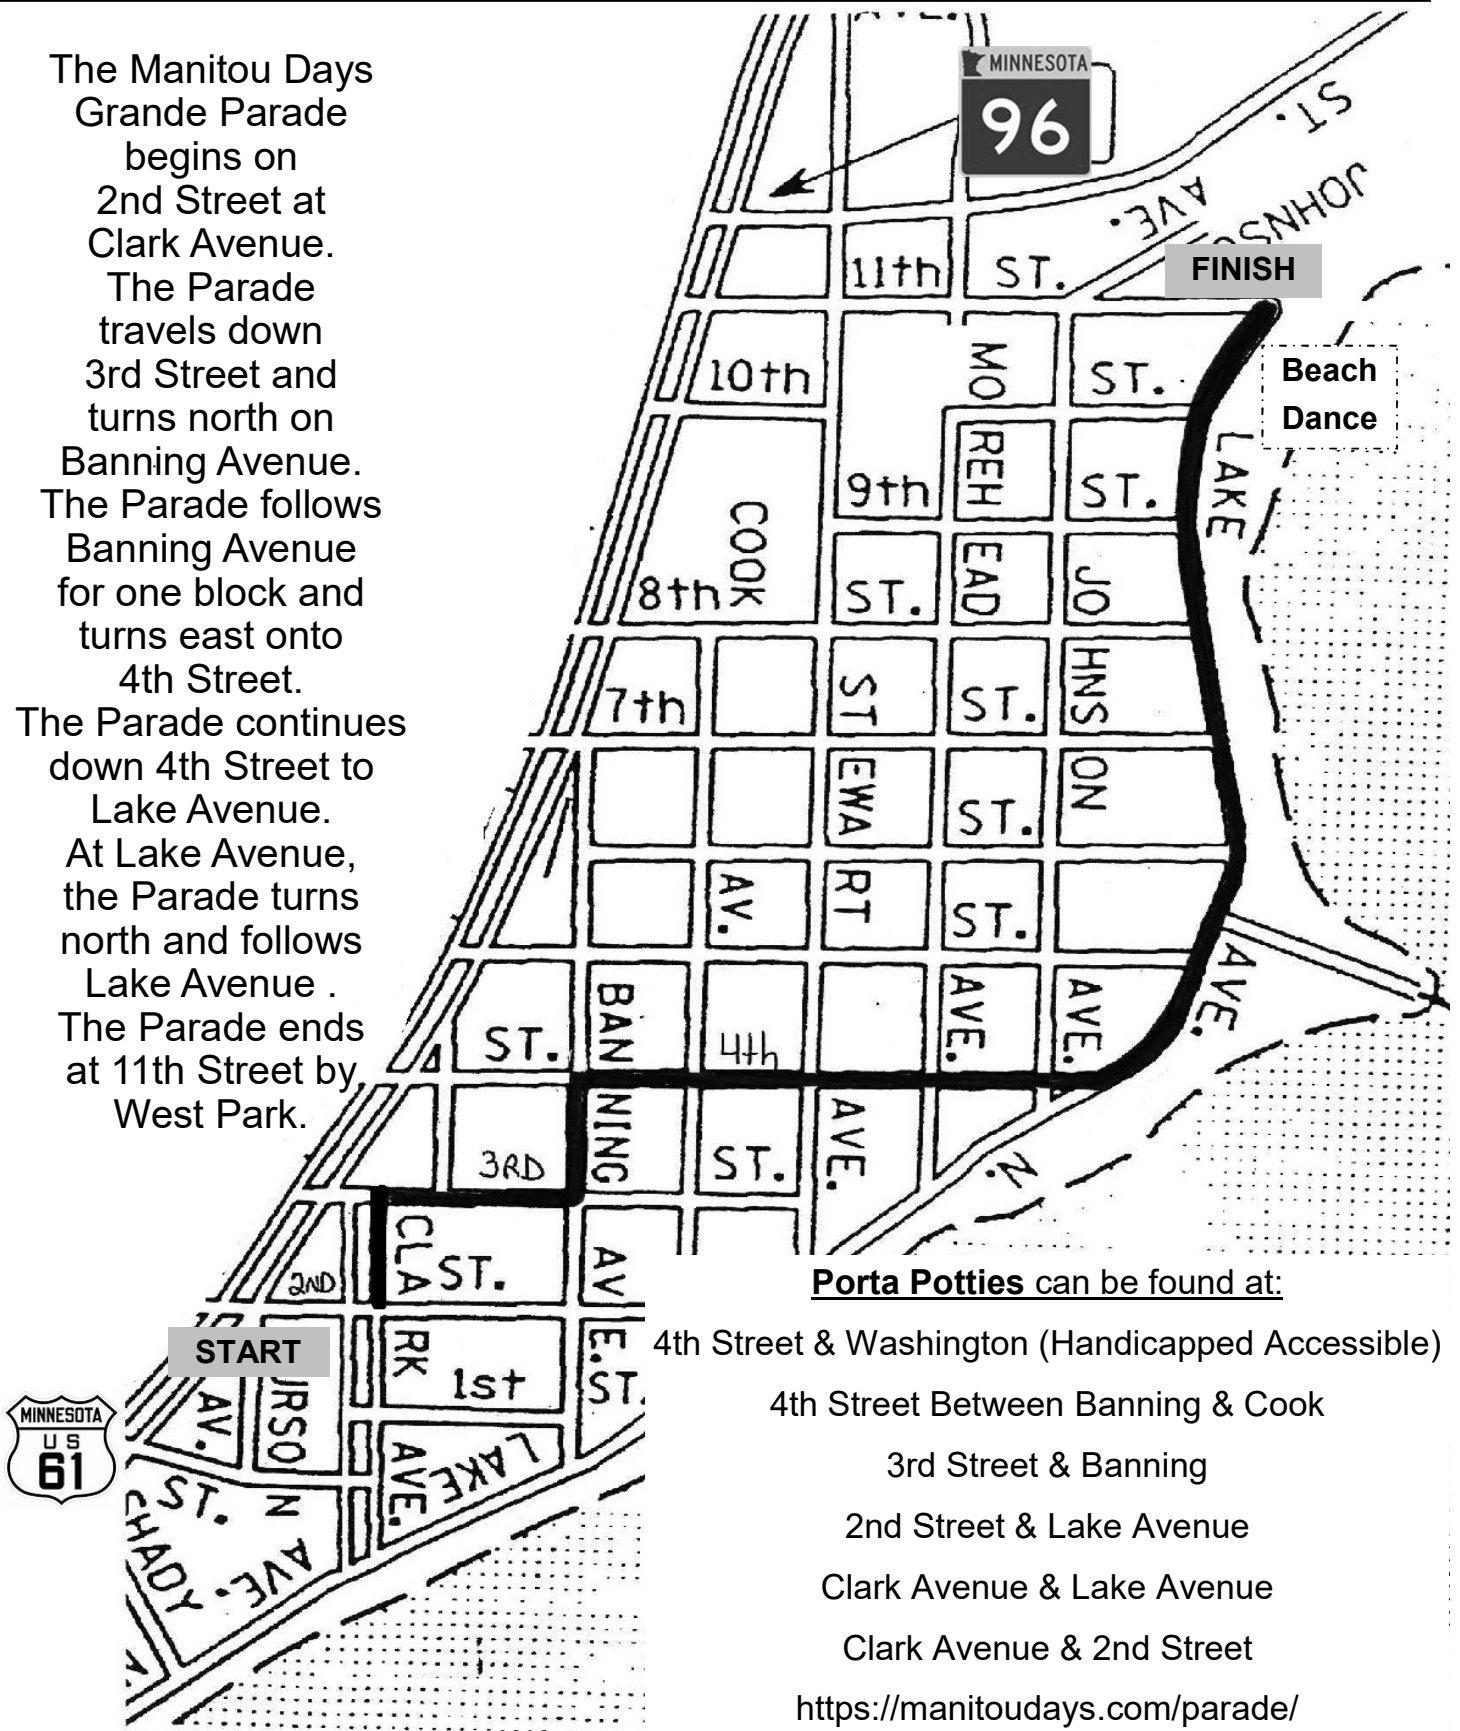 The Manitou Days
Grande Parade
begins on
2nd Street at
Clark Avenue.
The Parade
travels down
3rd Street and
turns north on
Banning Avenue.
The Parade follows
Banning Avenue
for one block and
turns east onto
4th Street.
The Parade continues
down 4th Street to
Lake Avenue.
At Lake Avenue,
the Parade turns
north and follows
Lake Avenue .
The Parade ends
at 11th Street by
West Park.
MINNESOTA
96
ST.
AVE.
11th ST.
FINISH
10th ST.
Beach
Dance
9th ST.
8th ST.
7th ST.
ST.
ST.
COOK
AV.
STEWART
AVE.
MOREHEAD
AVE.
JOHNSON
AVE.
LAKE
AVE.
ST. 4th
BANNING
AVE.
3RD ST.
N.
2ND ST.
CLARK
AVE.
START
1st ST.
AV.
LAKE
AVE.
ST.
N
AVE.
MINNESOTA
US
61
Porta Potties can be found at:
4th Street & Washington (Handicapped Accessible)
4th Street Between Banning & Cook
3rd Street & Banning
2nd Street & Lake Avenue
Clark Avenue & Lake Avenue
Clark Avenue & 2nd Street
https://manitoudays.com/parade/